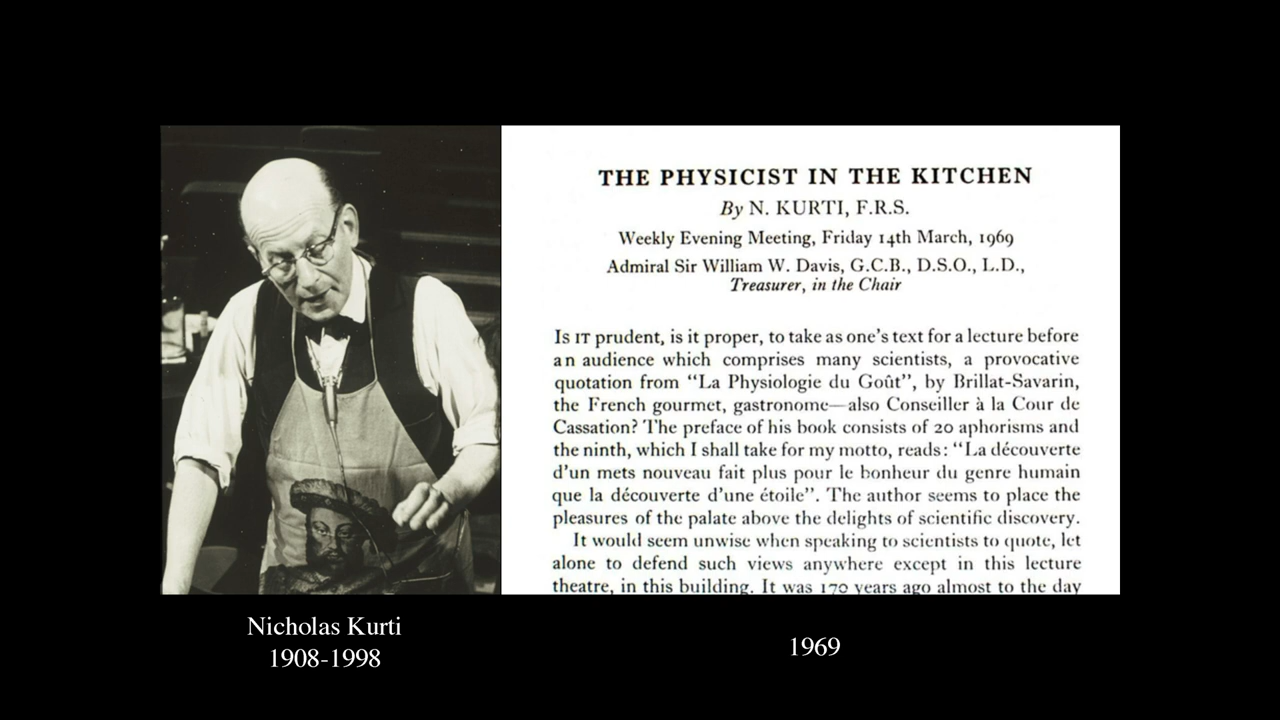 THE PHYSICIST IN THE KITCHEN
By N. KURTI, F.R.S.
Weekly Evening Meeting, Friday 14th March, 1969
Admiral Sir William W. Davis, G.C.B., D.S.O., L.D.,
Treasurer, in the Chair
Is it prudent, is it proper, to take as one's text for a lecture before
an audience which comprises many scientists, a provocative
quotation from “La Physiologie du Goût”, by Brillat-Savarin,
the French gourmet, gastronome—also Conseiller à la Cour de
Cassation? The preface of his book consists of 20 aphorisms and
the ninth, which I shall take for my motto, reads: “La découverte
d'un mets nouveau fait plus pour le bonheur du genre humain
que la découverte d'une étoile”. The author seems to place the
pleasures of the palate above the delights of scientific discovery.
It would seem unwise when speaking to scientists to quote, let
alone to defend such views anywhere except in this lecture
theatre, in this building. It was 170 years ago almost to the day
Nicholas Kurti
1908-1998
1969